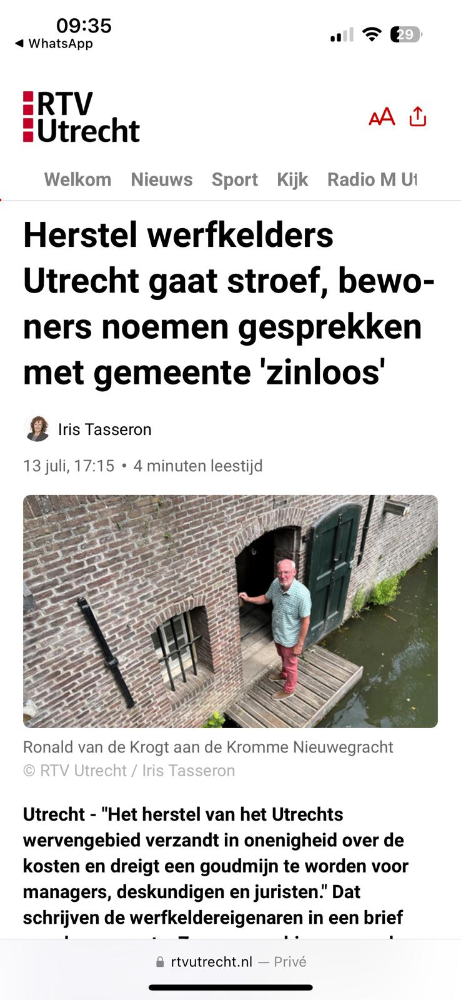 09:35
29
◀ WhatsApp
RTV
Utrecht
AA
Welkom Nieuws Sport Kijk Radio M Ut
Herstel werfkelders
Utrecht gaat stroef, bewo-
ners noemen gesprekken
met gemeente 'zinloos'
Iris Tasseron
13 juli, 17:15 • 4 minuten leestijd
Ronald van de Krogt aan de Kromme Nieuwegracht
© RTV Utrecht / Iris Tasseron
Utrecht - "Het herstel van het Utrechts
wervengebied verzandt in onenigheid over de
kosten en dreigt een goudmijn te worden voor
managers, deskundigen en juristen." Dat
schrijven de werfkeldereigenaren in een brief
rtvutrecht.nl — Privé